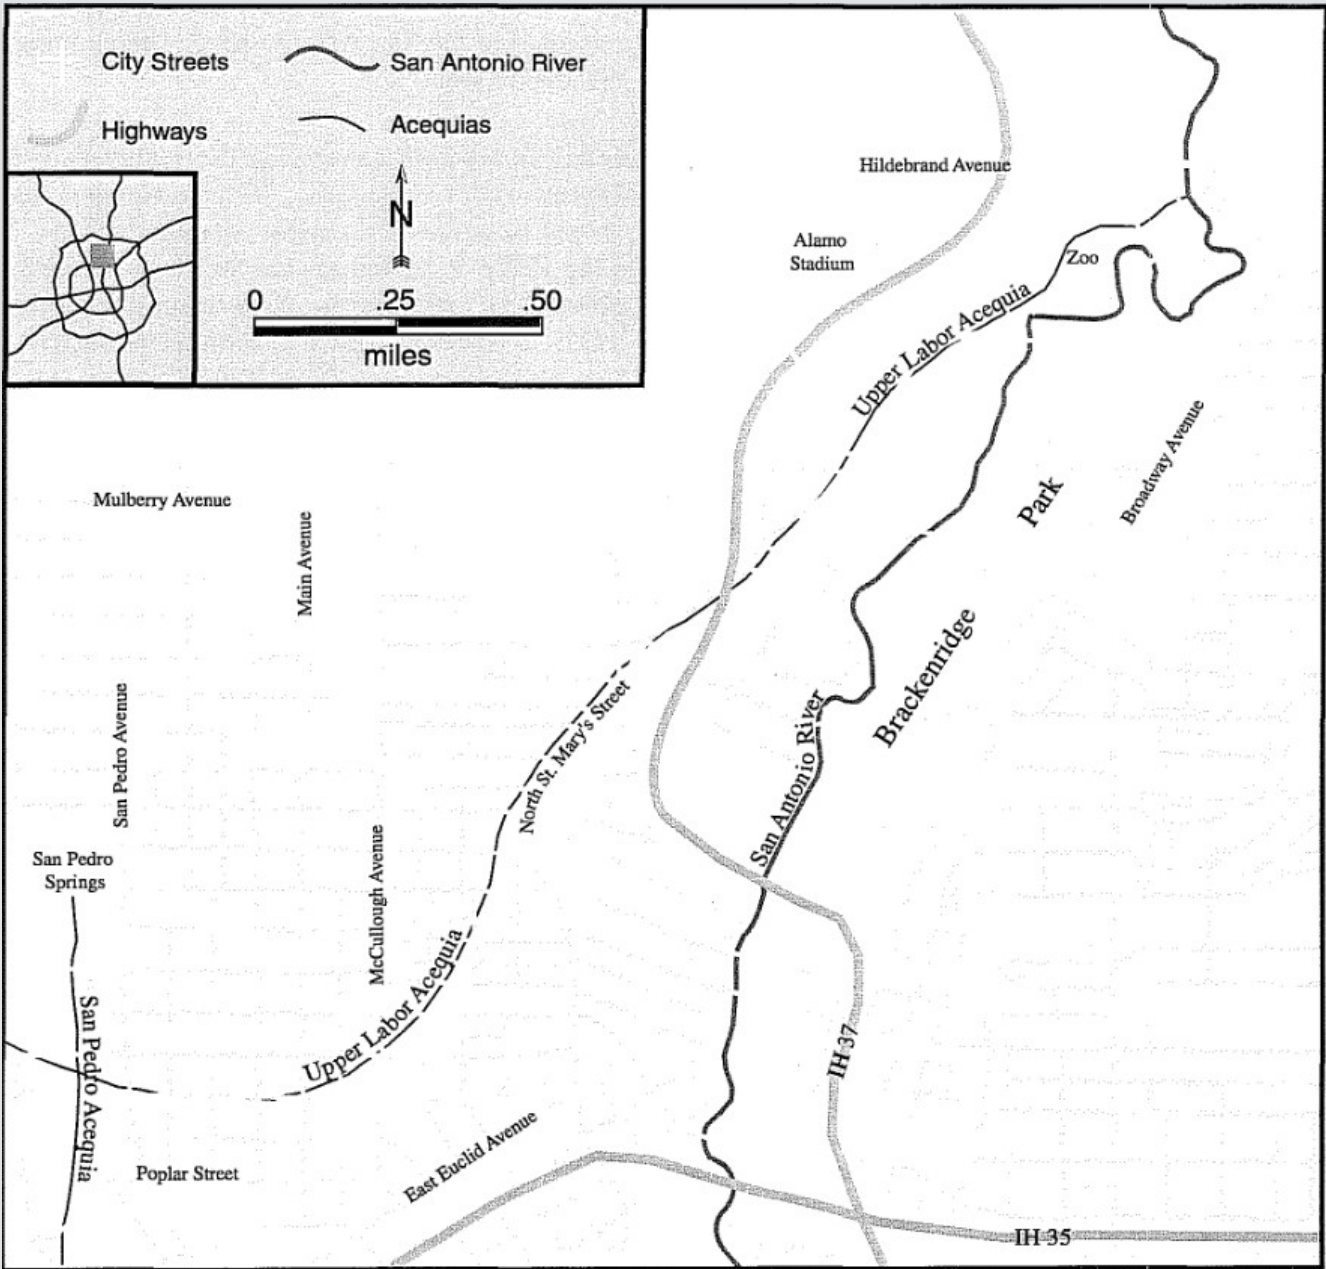 City Streets
San Antonio River
Highways
Acequias
N
0 .25 .50
miles
Hildebrand Avenue
Alamo
Stadium
Zoo
Upper Labor Acequia
Mulberry Avenue
Main Avenue
Park
Broadway Avenue
Brackenridge
San Pedro Avenue
North St. Mary's Street
San Antonio River
San Pedro
Springs
McCullough Avenue
Upper Labor Acequia
San Pedro Acequia
IH 37
Poplar Street
East Euclid Avenue
IH 35